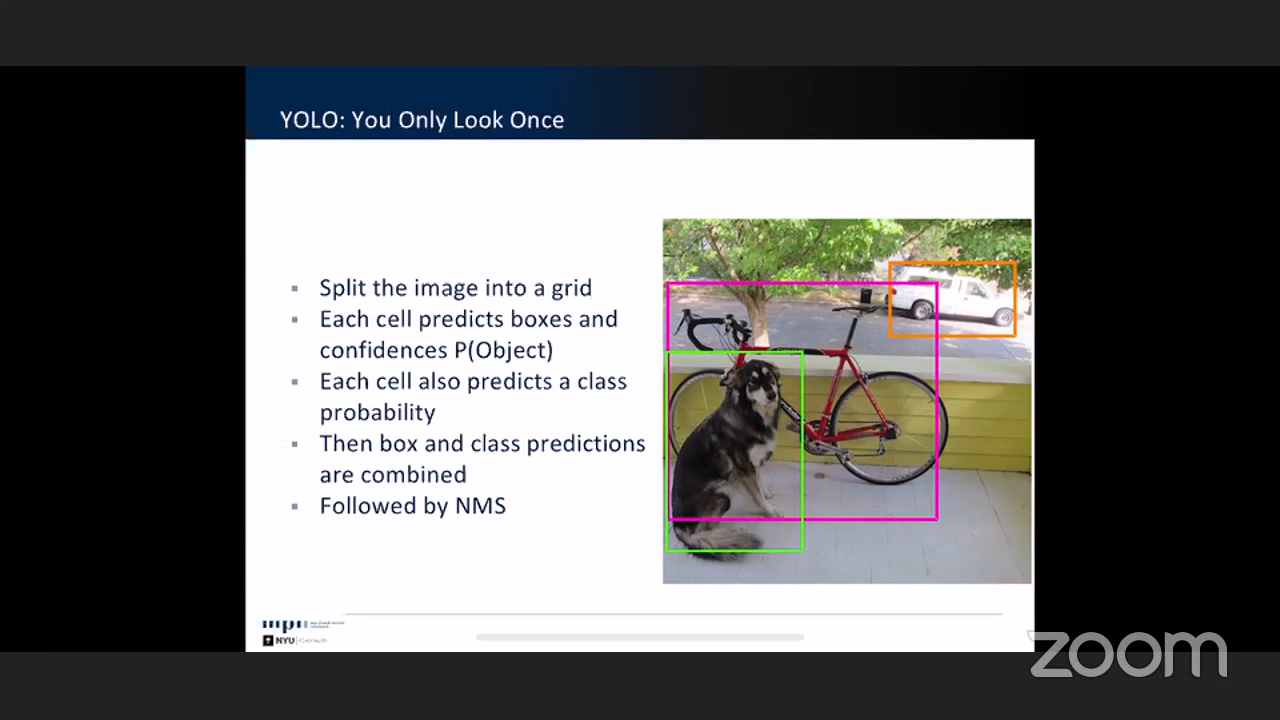 YOLO: You Only Look Once
▪ Split the image into a grid
▪ Each cell predicts boxes and
confidences P(Object)
▪ Each cell also predicts a class
probability
▪ Then box and class predictions
are combined
▪ Followed by NMS
NYU
zoom